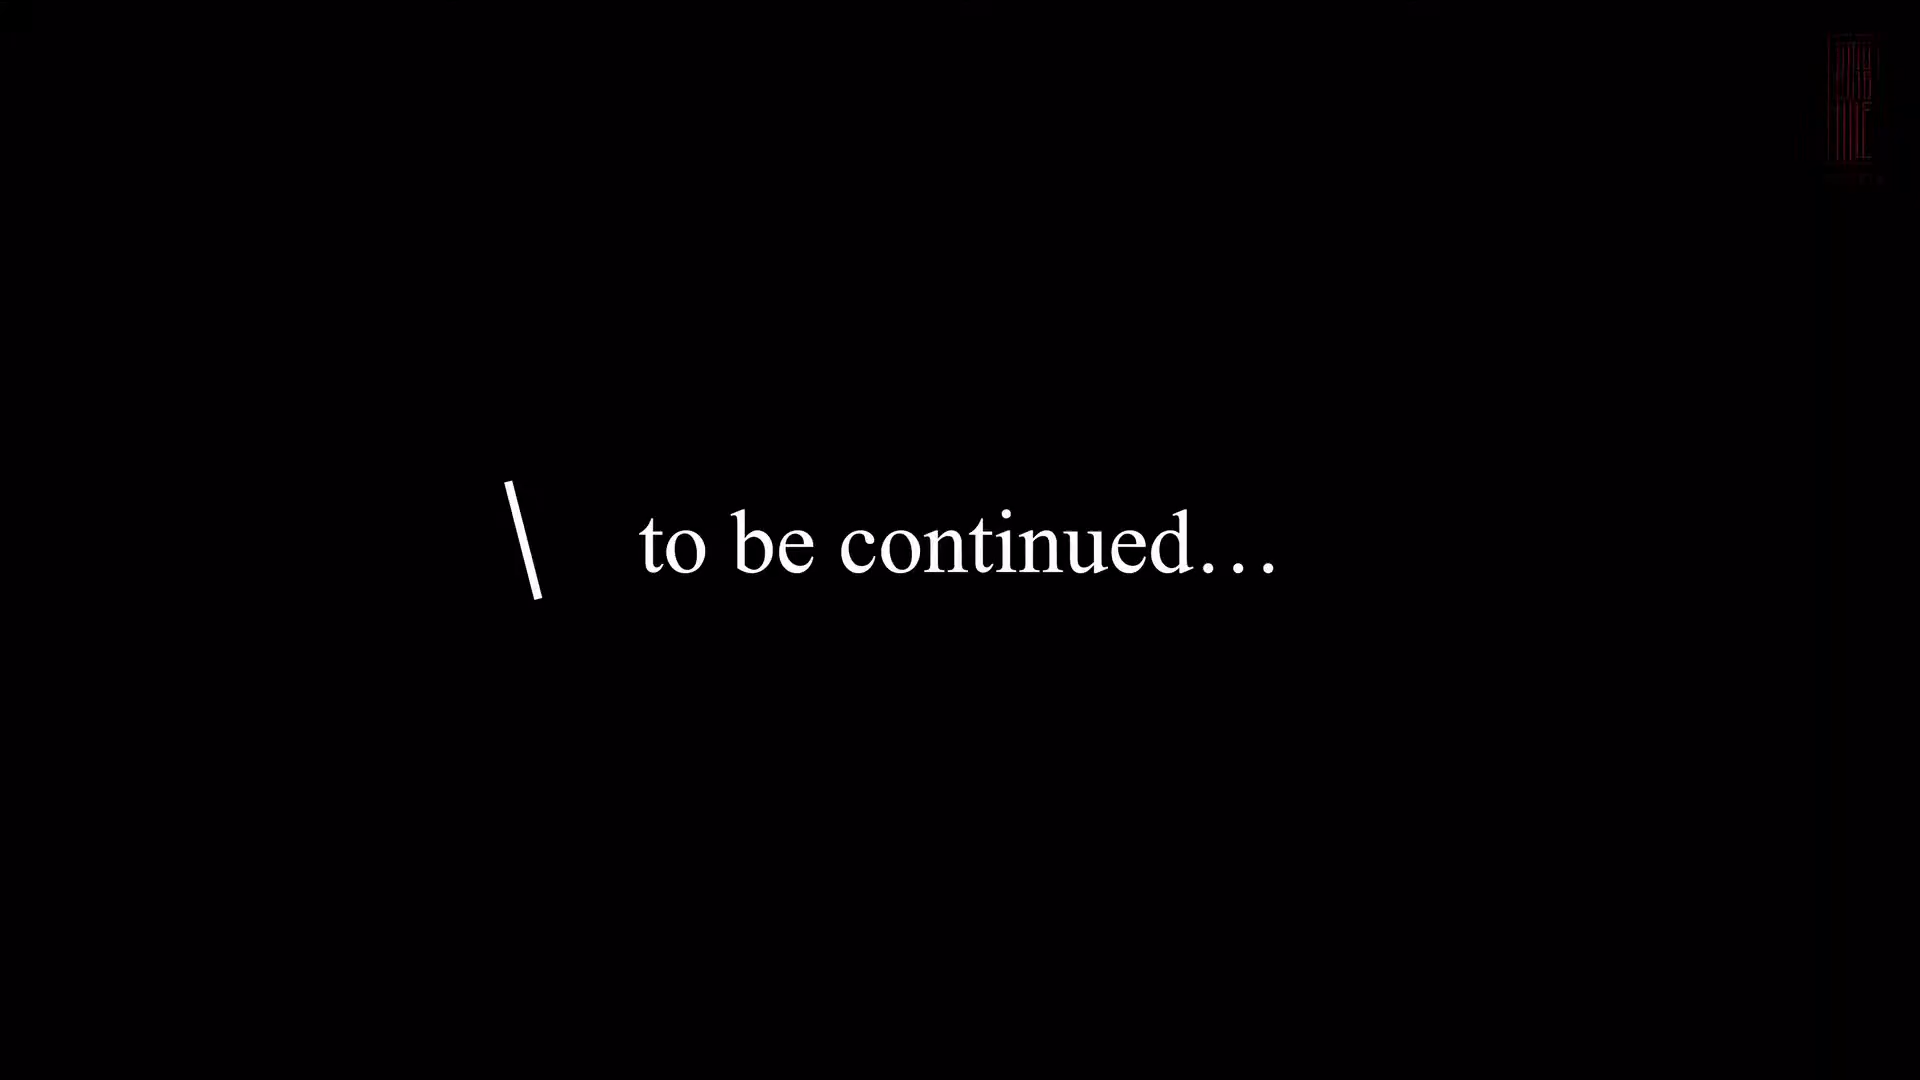 \ to be continued…